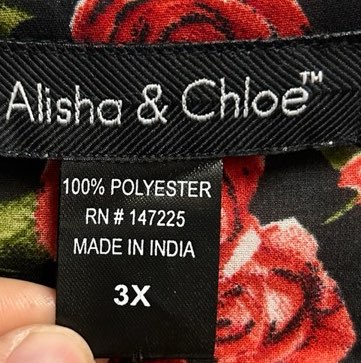 Alisha & Chloe™
100% POLYESTER
RN # 147225
MADE IN INDIA
3X